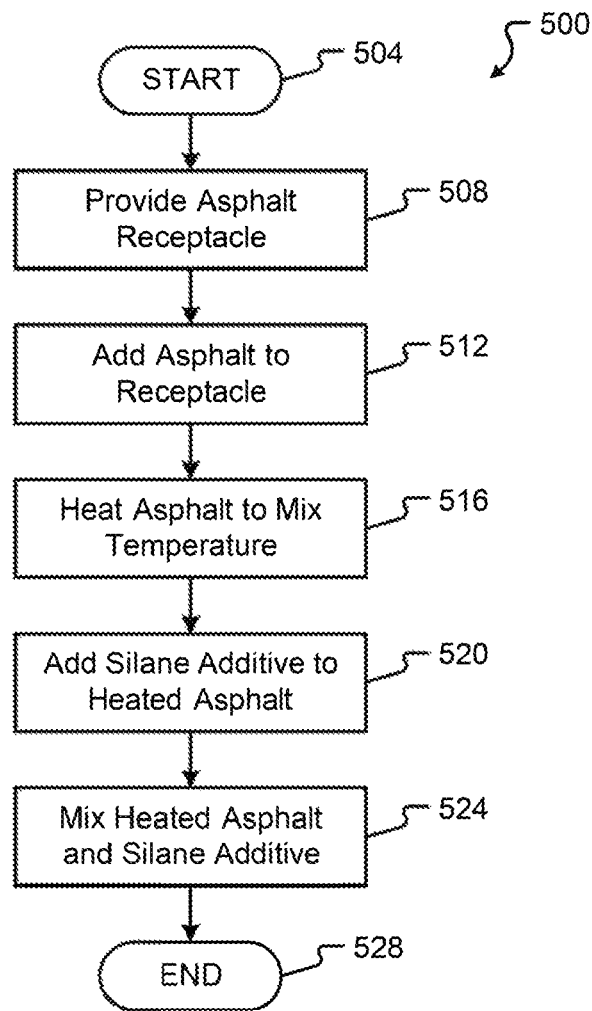 500
START
504
Provide Asphalt
Receptacle
508
Add Asphalt to
Receptacle
512
Heat Asphalt to Mix
Temperature
516
Add Silane Additive to
Heated Asphalt
520
Mix Heated Asphalt
and Silane Additive
524
END
528